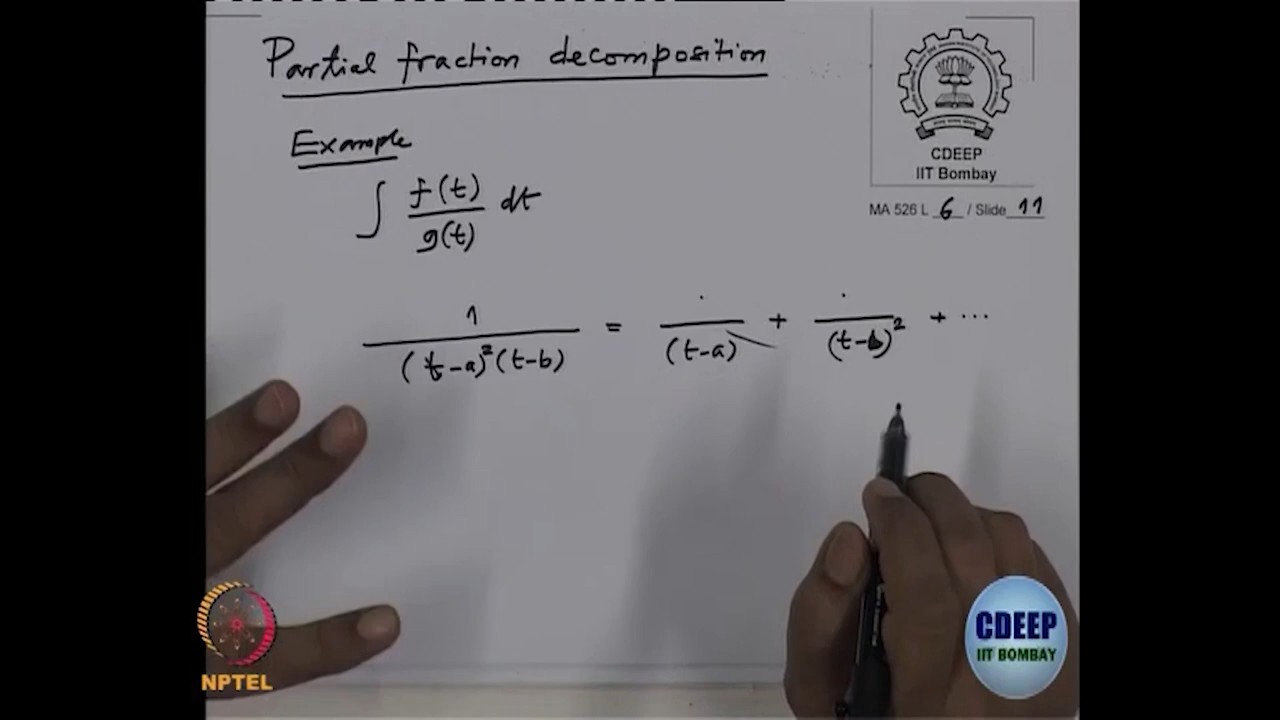 Partial fraction decomposition
Example
∫ f(t)/g(t) dt
1/((t-a)²(t-b)) = ·/(t-a) + ·/(t-b)² + ···
CDEEP
IIT Bombay
MA 526 L 6 / Slide 11
NPTEL
CDEEP
IIT BOMBAY